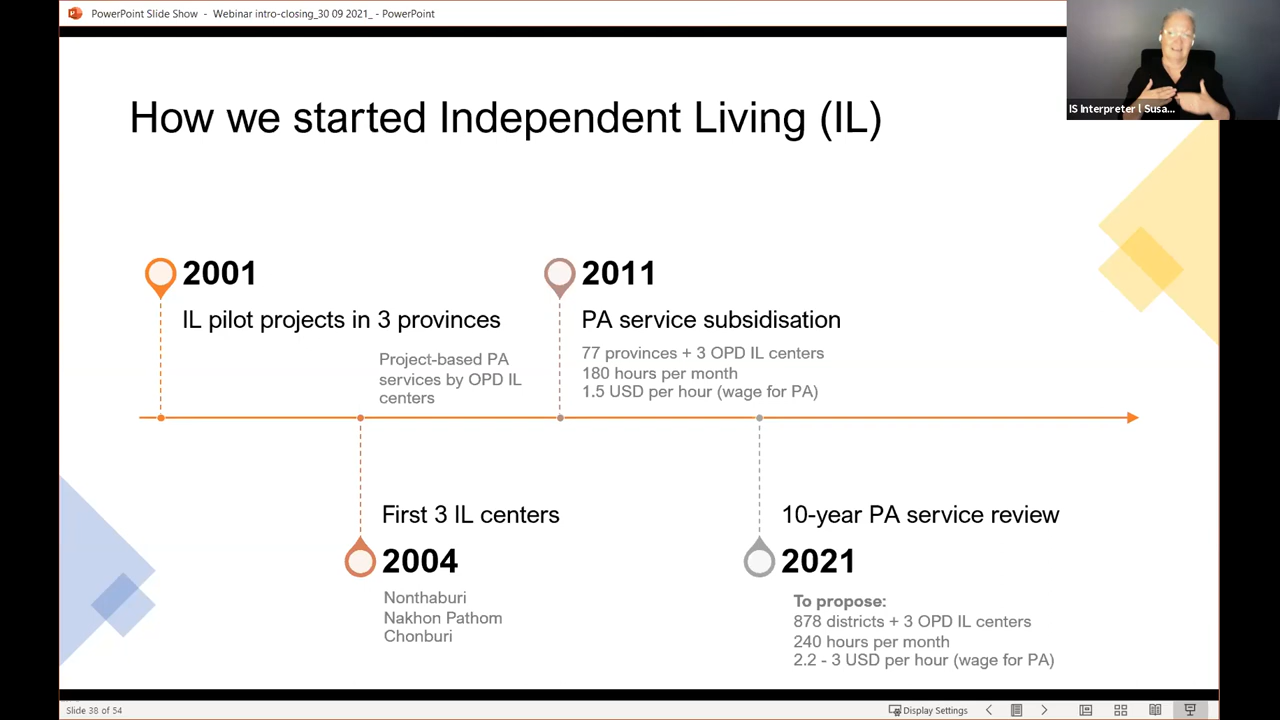 PowerPoint Slide Show - Webinar intro-closing_30 09 2021_ - PowerPoint
IS Interpreter l Susa...
How we started Independent Living (IL)
2001
IL pilot projects in 3 provinces
Project-based PA
services by OPD IL
centers
2011
PA service subsidisation
77 provinces + 3 OPD IL centers
180 hours per month
1.5 USD per hour (wage for PA)
First 3 IL centers
2004
Nonthaburi
Nakhon Pathom
Chonburi
10-year PA service review
2021
To propose:
878 districts + 3 OPD IL centers
240 hours per month
2.2 - 3 USD per hour (wage for PA)
Slide 38 of 54
Display Settings